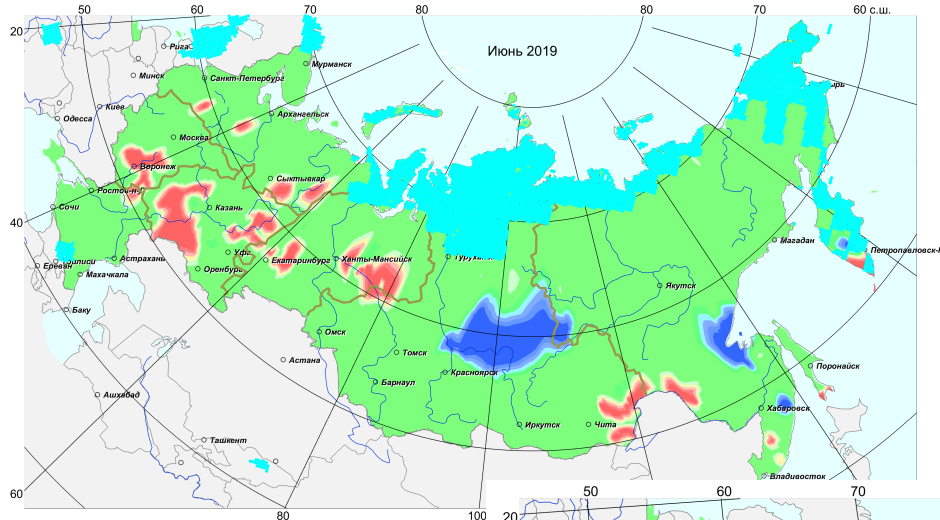 50 60 70 80 80 70 60 с.ш.
20
Июнь 2019
Рига
Мурманск
Минск
Санкт-Петербург
Киев
Одесса
Архангельск
Москва
Воронеж
Сыктывкар
Ростов-н
Казань
Сочи
40
Магадан
Петропавловск-К
Уфа
Астрахань
Екатеринбург
Ханты-Мансийск
Ереван
Оренбург
Махачкала
Якутск
Баку
Омск
Астана
Томск
Красноярск
Поронайск
Барнаул
Ашхабад
Хабаровск
Иркутск
Чита
Ташкент
Владивосток
60
80
100
50 60 70
20